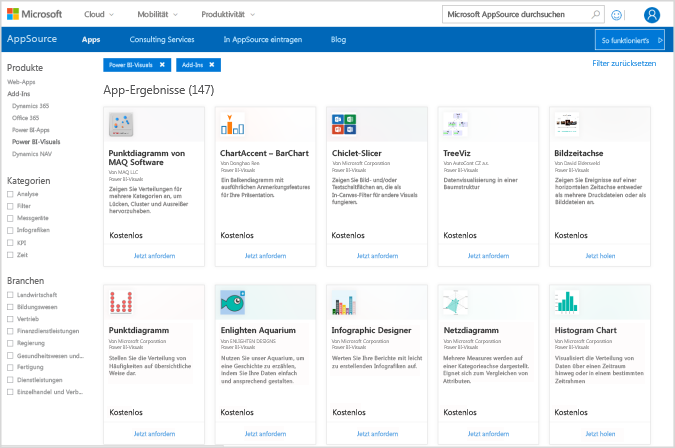 Microsoft
Cloud
Mobilität
Produktivität
Microsoft AppSource durchsuchen
AppSource
Apps
Consulting Services
In AppSource eintragen
Blog
So funktioniert's
Produkte
Web-Apps
Add-Ins
Dynamics 365
Office 365
Power BI-Apps
Power BI-Visuals
Dynamics NAV
Kategorien
Analyse
Filter
Messgeräte
Infografiken
KPI
Zeit
Branchen
Landwirtschaft
Bildungswesen
Vertrieb
Finanzdienstleistungen
Regierung
Gesundheitswesen und...
Fertigung
Dienstleistungen
Einzelhandel und Verb...
Power BI-Visuals ✖
Add-Ins ✖
Filter zurücksetzen
App-Ergebnisse (147)
Punktdiagramm von
MAQ Software
Von MAQ LLC
Power BI-Visuals
Zeigen Sie Verteilungen für
mehrere Kategorien an, um
Lücken, Cluster und Ausreißer
hervorzuheben.
Kostenlos
Jetzt anfordern
ChartAccent – BarChart
Von Donghao Ren
Power BI-Visuals
Ein Balkendiagramm mit
ausführlichen Anmerkungsfeatures
für Ihre Präsentation.
Kostenlos
Jetzt anfordern
Chiclet-Slicer
Von Microsoft Corporation
Power BI-Visuals
Zeigen Sie Bild- und/oder
Textschaltflächen an, die als
In-Canvas-Filter für andere Visuals
fungieren.
Kostenlos
Jetzt anfordern
TreeViz
Von AutoCont CZ a.s.
Power BI-Visuals
Datenvisualisierung in einer
Baumstruktur
Kostenlos
Jetzt anfordern
Bildzeitachse
Von David Eldersveld
Power BI-Visuals
Zeigen Sie Ereignisse auf einer
horizontalen Zeitachse entweder
als mehrere Druckdateien oder als
Bilddateien an.
Kostenlos
Jetzt holen
Punktdiagramm
Von Microsoft Corporation
Power BI-Visuals
Stellen Sie die Verteilung von
Häufigkeiten auf übersichtliche
Weise dar.
Kostenlos
Jetzt anfordern
Enlighten Aquarium
Von ENLIGHTEN DESIGNS
Power BI-Visuals
Nutzen Sie unser Aquarium, um
eine Geschichte zu erzählen,
indem Sie Ihre Daten einfach
und ansprechend gestalten.
Kostenlos
Jetzt anfordern
Infographic Designer
Von Microsoft Corporation
Power BI-Visuals
Werten Sie Ihre Berichte mit leicht
zu erstellenden Infografiken auf.
Kostenlos
Jetzt anfordern
Netzdiagramm
Von Microsoft Corporation
Power BI-Visuals
Mehrere Measures werden auf
einer Kategorieachse dargestellt.
Eignet sich zum Vergleichen von
Attributen.
Kostenlos
Jetzt anfordern
Histogram Chart
Von Microsoft Corporation
Power BI-Visuals
Visualisiert die Verteilung von
Daten über einen Zeitraum
hinweg oder in einem bestimmten
Zeitrahmen
Kostenlos
Jetzt holen